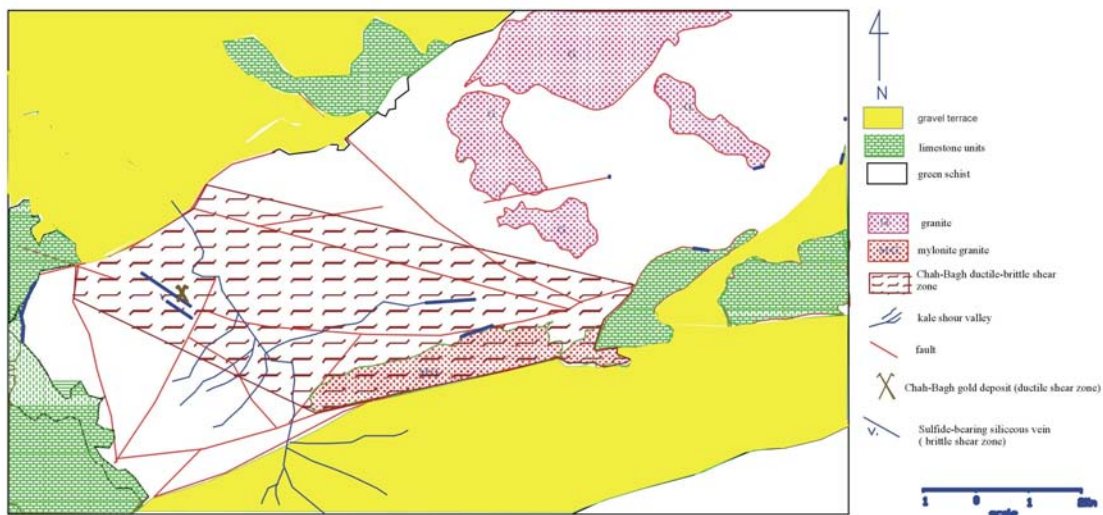 N
gravel terrace
limestone units
green schist
granite
mylonite granite
Chah-Bagh ductile-brittle shear
zone
kale shour valley
fault
Chah-Bagh gold deposit (ductile shear zone)
v. Sulfide-bearing siliceous vein
( brittle shear zone)
1 0 1
scale